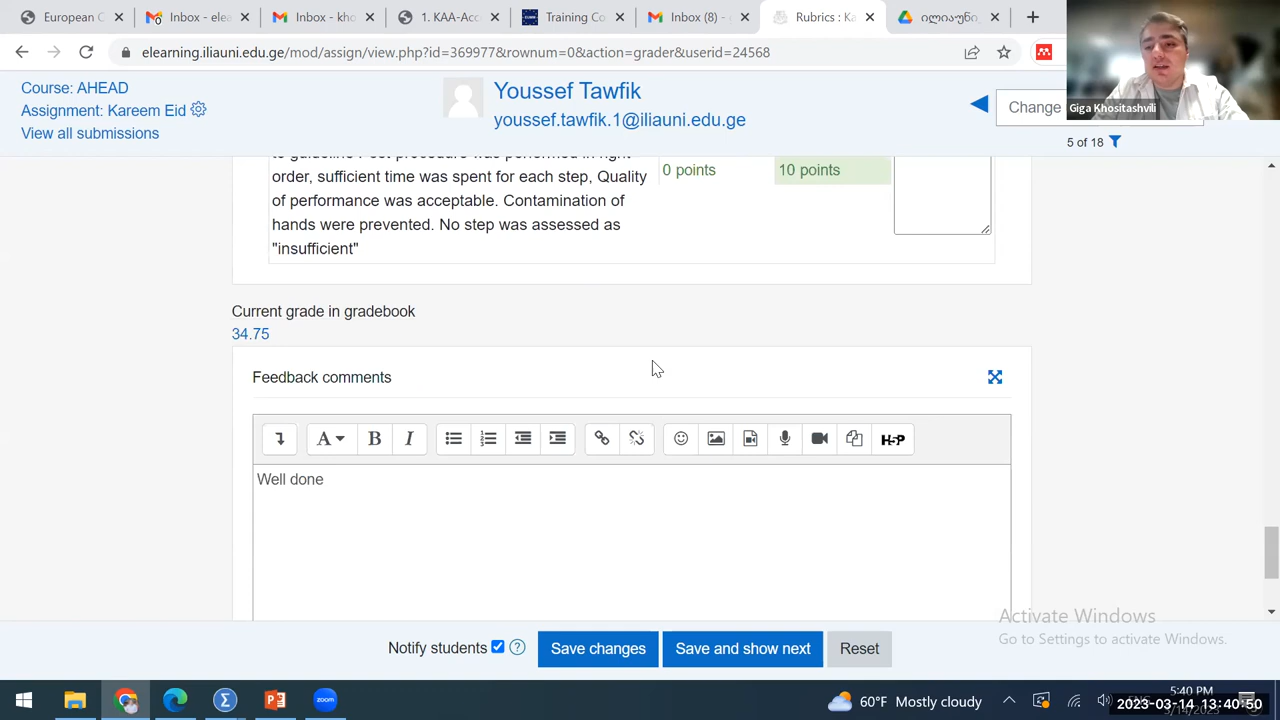 European C
Inbox - elea
Inbox - kho
1. KAA-Acc
Training Co
Inbox (8) - g
Rubrics : Ka
ილიაუნი
elearning.iliauni.edu.ge/mod/assign/view.php?id=369977&rownum=0&action=grader&userid=24568
Course: AHEAD
Assignment: Kareem Eid
View all submissions
Youssef Tawfik
youssef.tawfik.1@iliauni.edu.ge
Change
Giga Khositashvili
5 of 18
order, sufficient time was spent for each step, Quality
of performance was acceptable. Contamination of
hands were prevented. No step was assessed as
"insufficient"
0 points
10 points
Current grade in gradebook
34.75
Feedback comments
A
B
I
H5P
Well done
Activate Windows
Go to Settings to activate Windows.
Notify students
Save changes
Save and show next
Reset
zoom
60°F Mostly cloudy
5:40 PM
2023-03-14 13:40:50